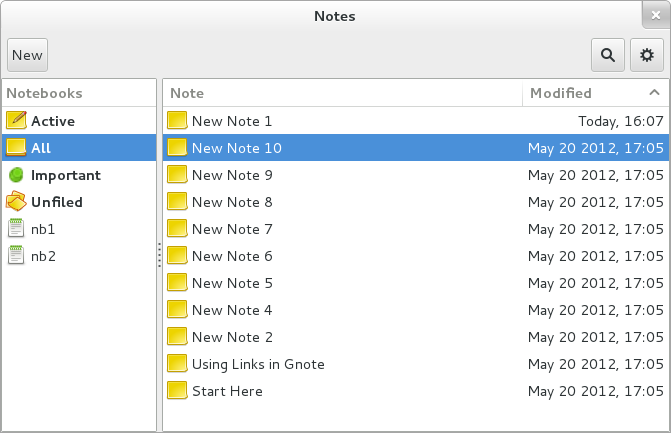 Notes
New
Notebooks
Note Modified
Active
All
Important
Unfiled
nb1
nb2
New Note 1 Today, 16:07
New Note 10 May 20 2012, 17:05
New Note 9 May 20 2012, 17:05
New Note 8 May 20 2012, 17:05
New Note 7 May 20 2012, 17:05
New Note 6 May 20 2012, 17:05
New Note 5 May 20 2012, 17:05
New Note 4 May 20 2012, 17:05
New Note 2 May 20 2012, 17:05
Using Links in Gnote May 20 2012, 17:05
Start Here May 20 2012, 17:05